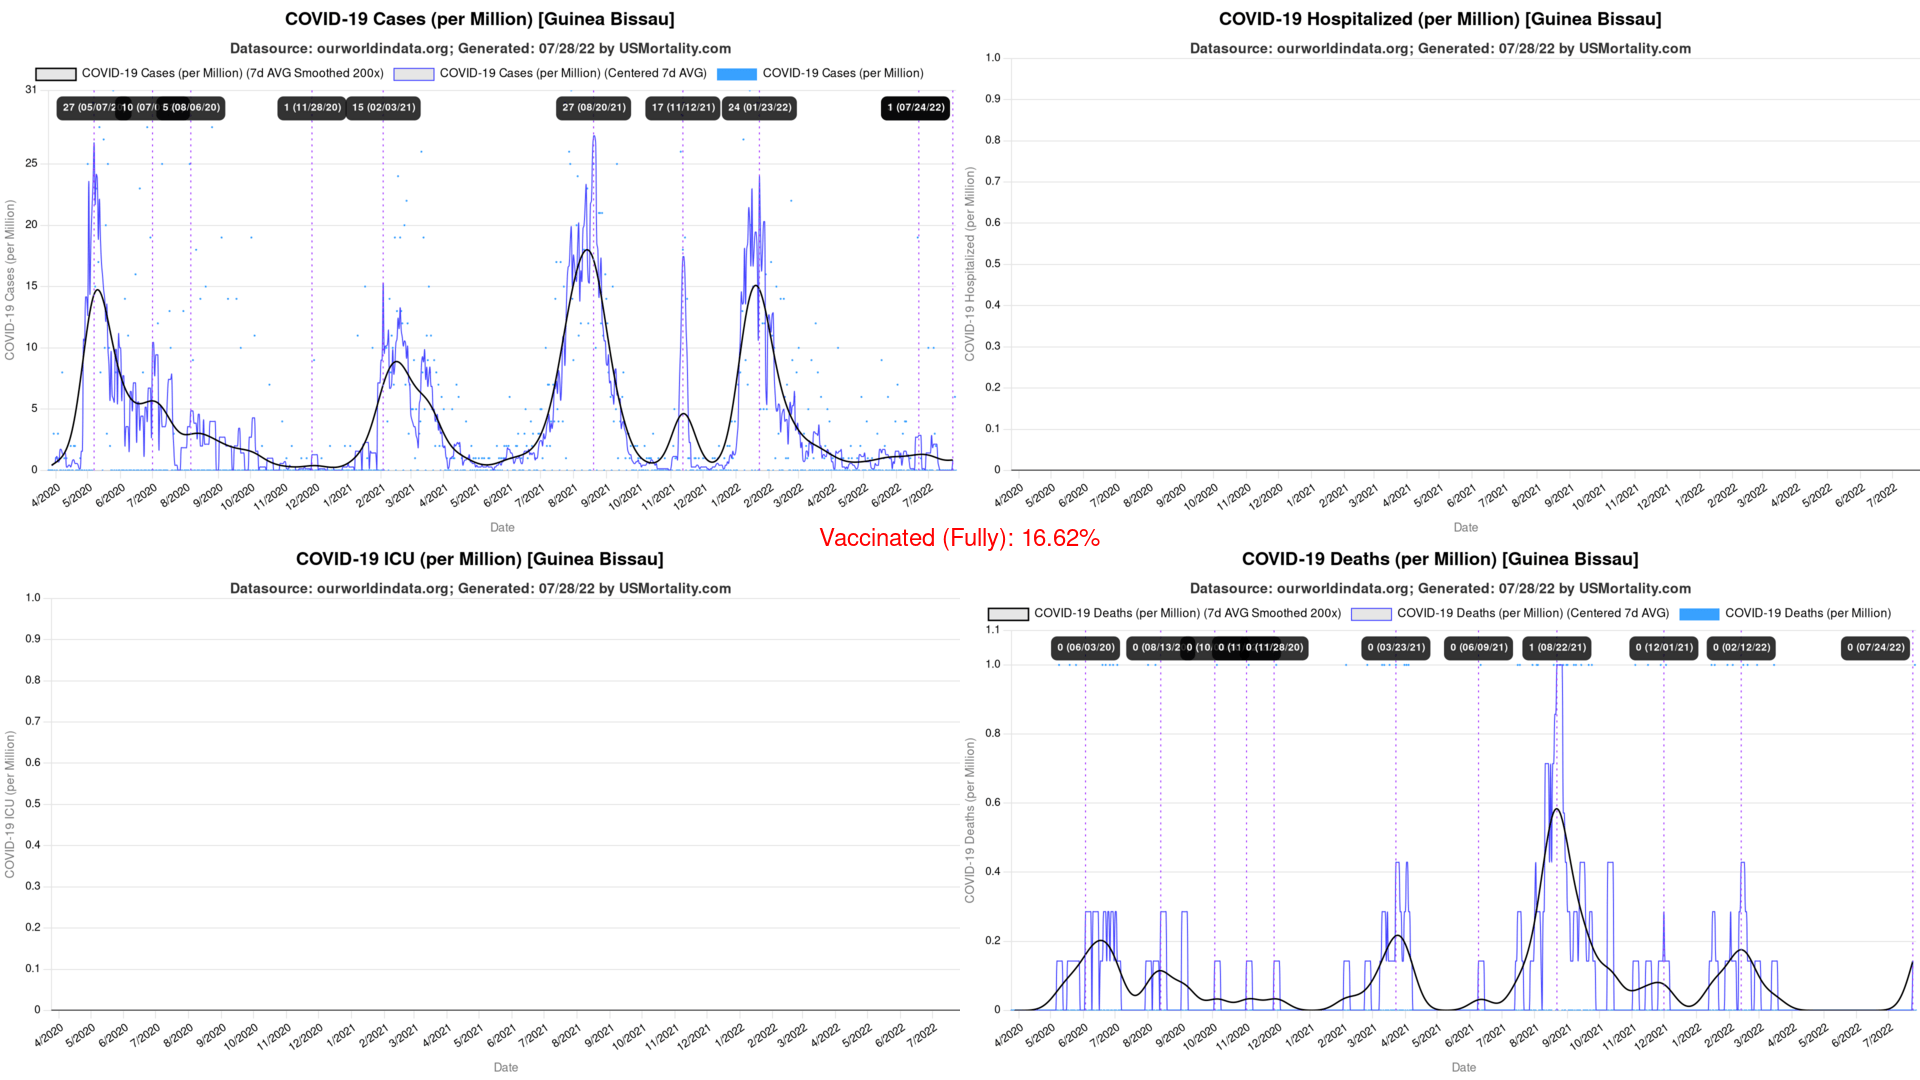 COVID-19 Cases (per Million) [Guinea Bissau]
Datasource: ourworldindata.org; Generated: 07/28/22 by USMortality.com
COVID-19 Cases (per Million) (7d AVG Smoothed 200x) COVID-19 Cases (per Million) (Centered 7d AVG) COVID-19 Cases (per Million)
31
27 (05/07/2 10 (07/ 5 (08/06/20) 1 (11/28/20) 15 (02/03/21) 27 (08/20/21) 17 (11/12/21) 24 (01/23/22) 1 (07/24/22)
25
20
15
10
5
0
COVID-19 Cases (per Million)
4/2020 5/2020 6/2020 7/2020 8/2020 9/2020 10/2020 11/2020 12/2020 1/2021 2/2021 3/2021 4/2021 5/2021 6/2021 7/2021 8/2021 9/2021 10/2021 11/2021 12/2021 1/2022 2/2022 3/2022 4/2022 5/2022 6/2022 7/2022
Date
COVID-19 Hospitalized (per Million) [Guinea Bissau]
Datasource: ourworldindata.org; Generated: 07/28/22 by USMortality.com
1.0
0.9
0.8
0.7
0.6
0.5
0.4
0.3
0.2
0.1
0
COVID-19 Hospitalized (per Million)
4/2020 5/2020 6/2020 7/2020 8/2020 9/2020 10/2020 11/2020 12/2020 1/2021 2/2021 3/2021 4/2021 5/2021 6/2021 7/2021 8/2021 9/2021 10/2021 11/2021 12/2021 1/2022 2/2022 3/2022 4/2022 5/2022 6/2022 7/2022
Date
Vaccinated (Fully): 16.62%
COVID-19 ICU (per Million) [Guinea Bissau]
Datasource: ourworldindata.org; Generated: 07/28/22 by USMortality.com
1.0
0.9
0.8
0.7
0.6
0.5
0.4
0.3
0.2
0.1
0
COVID-19 ICU (per Million)
4/2020 5/2020 6/2020 7/2020 8/2020 9/2020 10/2020 11/2020 12/2020 1/2021 2/2021 3/2021 4/2021 5/2021 6/2021 7/2021 8/2021 9/2021 10/2021 11/2021 12/2021 1/2022 2/2022 3/2022 4/2022 5/2022 6/2022 7/2022
Date
COVID-19 Deaths (per Million) [Guinea Bissau]
Datasource: ourworldindata.org; Generated: 07/28/22 by USMortality.com
COVID-19 Deaths (per Million) (7d AVG Smoothed 200x) COVID-19 Deaths (per Million) (Centered 7d AVG) COVID-19 Deaths (per Million)
1.1
0 (06/03/20) 0 (08/13/2 0 (10/ 0 (11 0 (11/28/20) 0 (03/23/21) 0 (06/09/21) 1 (08/22/21) 0 (12/01/21) 0 (02/12/22) 0 (07/24/22)
1.0
0.8
0.6
0.4
0.2
0
COVID-19 Deaths (per Million)
4/2020 5/2020 6/2020 7/2020 8/2020 9/2020 10/2020 11/2020 12/2020 1/2021 2/2021 3/2021 4/2021 5/2021 6/2021 7/2021 8/2021 9/2021 10/2021 11/2021 12/2021 1/2022 2/2022 3/2022 4/2022 5/2022 6/2022 7/2022
Date